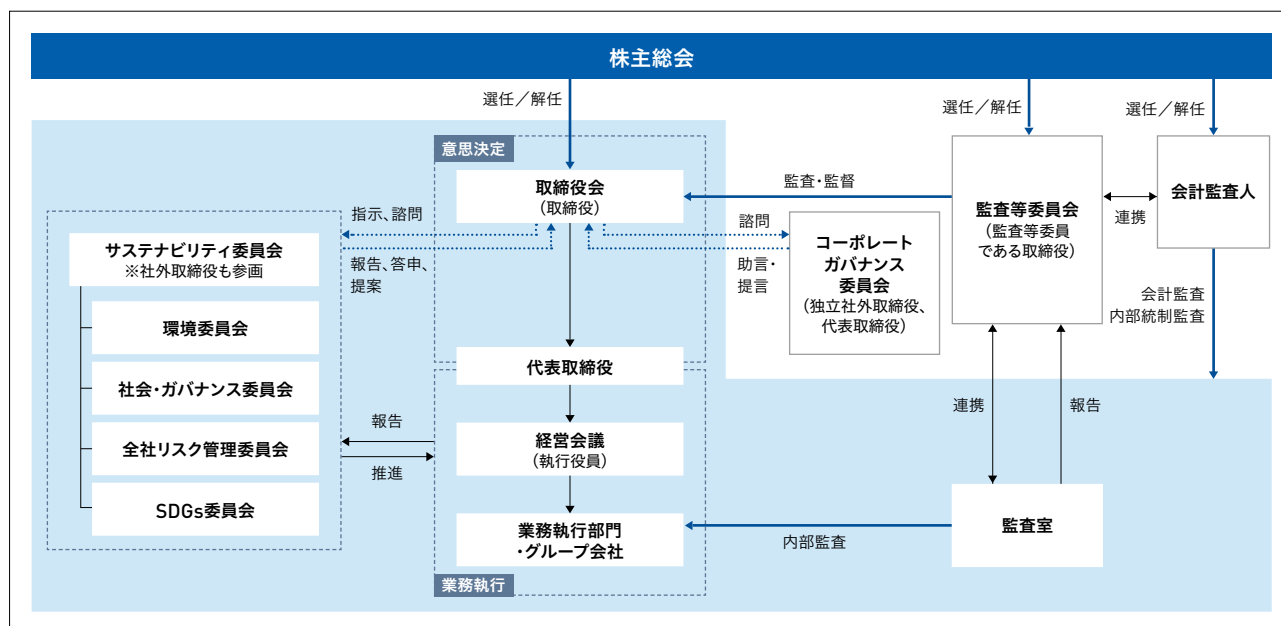 株主総会
選任／解任
選任／解任
選任／解任
意思決定
取締役会
(取締役)
監査・監督
監査等委員会
(監査等委員
である取締役)
連携
会計監査人
指示、諮問
報告、答申、
提案
諮問
助言・
提言
コーポレート
ガバナンス
委員会
(独立社外取締役、
代表取締役)
会計監査
内部統制監査
サステナビリティ委員会
※社外取締役も参画
環境委員会
社会・ガバナンス委員会
全社リスク管理委員会
SDGs委員会
代表取締役
報告
推進
経営会議
(執行役員)
業務執行部門
・グループ会社
業務執行
連携
報告
内部監査
監査室